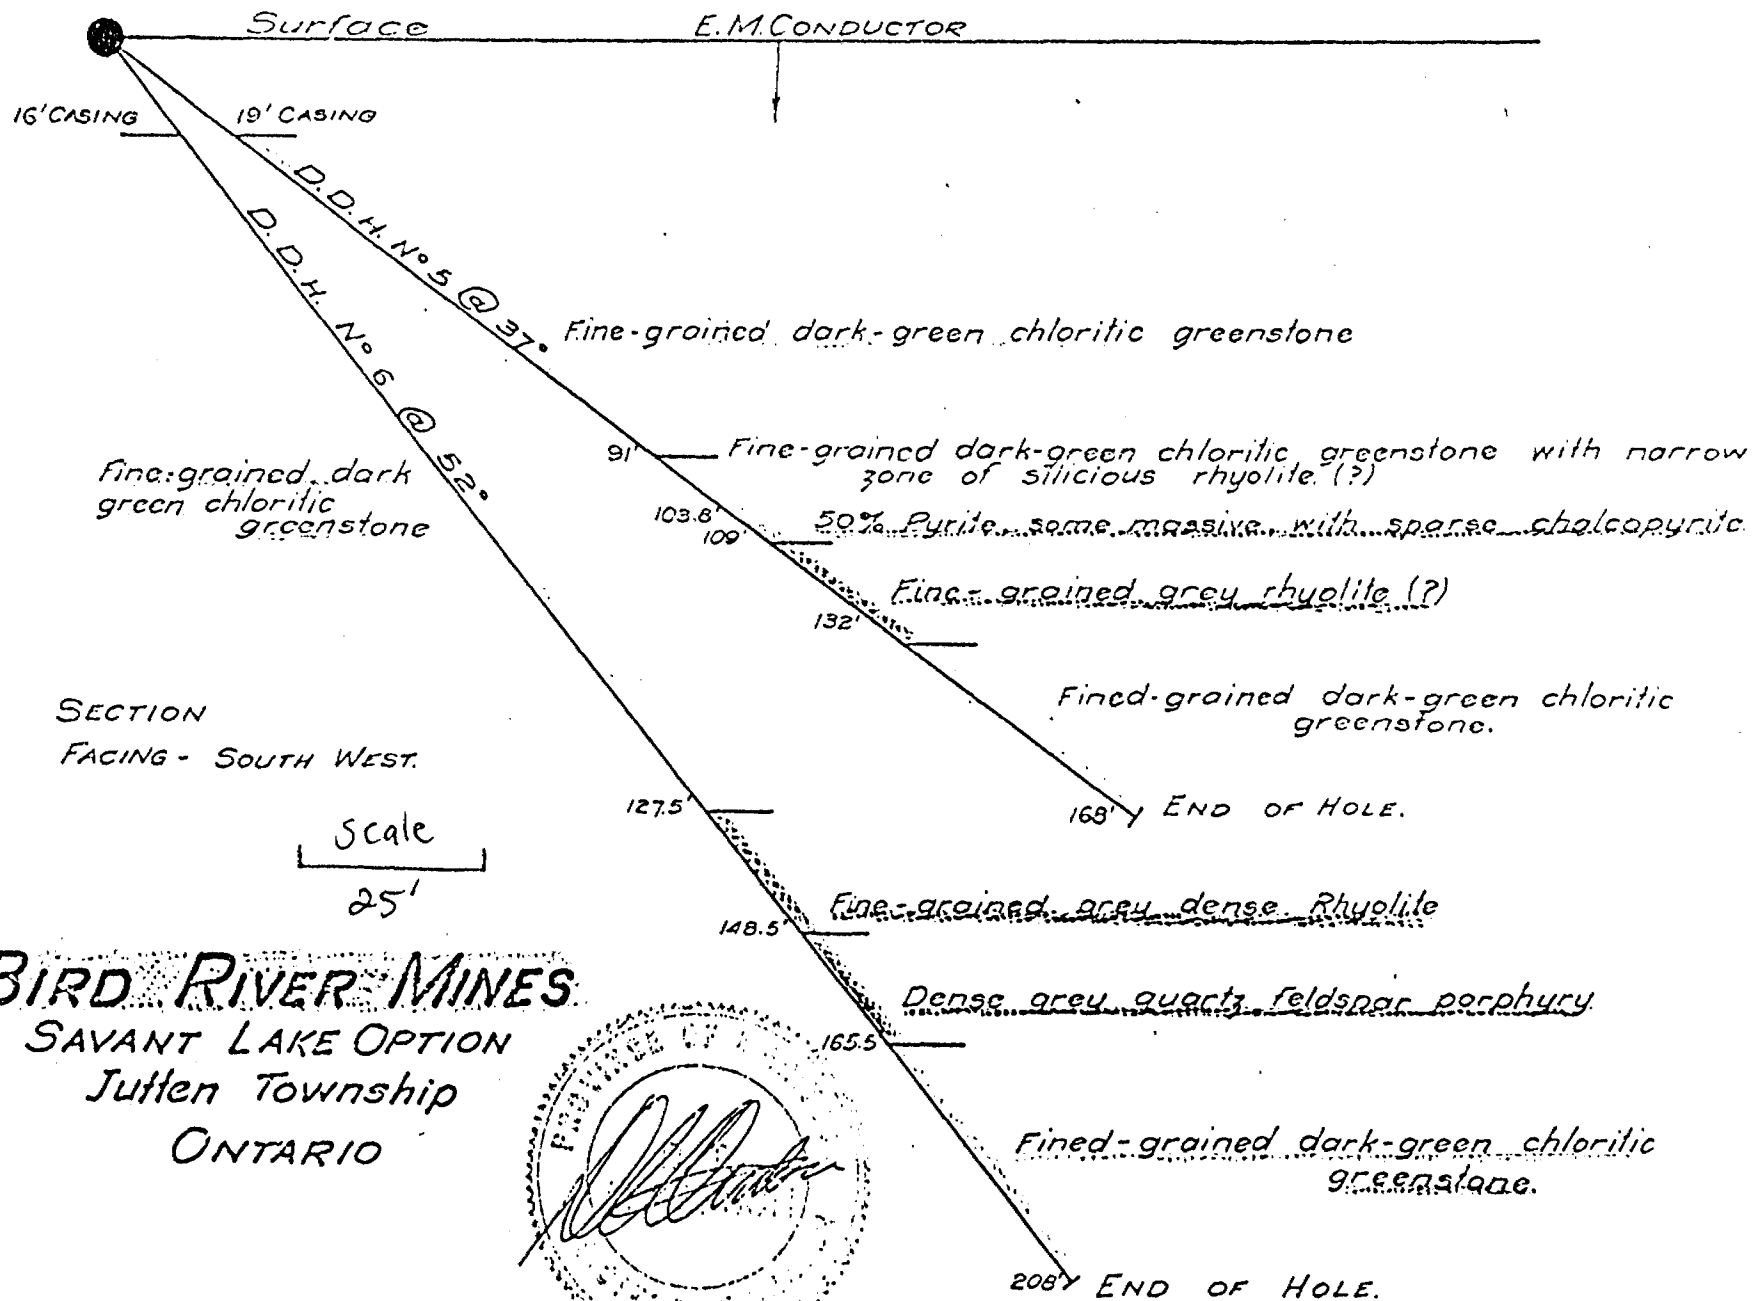 Surface
E.M. CONDUCTOR
16' CASING
19' CASING
D.D.H. Nº 5 @ 37°
D.D.H. Nº 6 @ 52°
Fine-grained dark-green chloritic greenstone
91'
Fine-grained dark-green chloritic greenstone with narrow
zone of silicious rhyolite (?)
Fine-grained dark
green chloritic
greenstone
103.8'
109'
50% Pyrite some massive with sparse chalcopyrite
Fine-grained grey rhyolite (?)
132'
Fined-grained dark-green chloritic
greenstone.
SECTION
FACING - SOUTH WEST.
127.5'
168'
END OF HOLE.
Scale
25'
Fine-grained grey dense Rhyolite
148.5'
BIRD RIVER MINES
SAVANT LAKE OPTION
Jutten Township
ONTARIO
Dense grey quartz feldspar porphyry
165.5
PROVINCE OF
Fined-grained dark-green chloritic
greenstone.
208'
END OF HOLE.